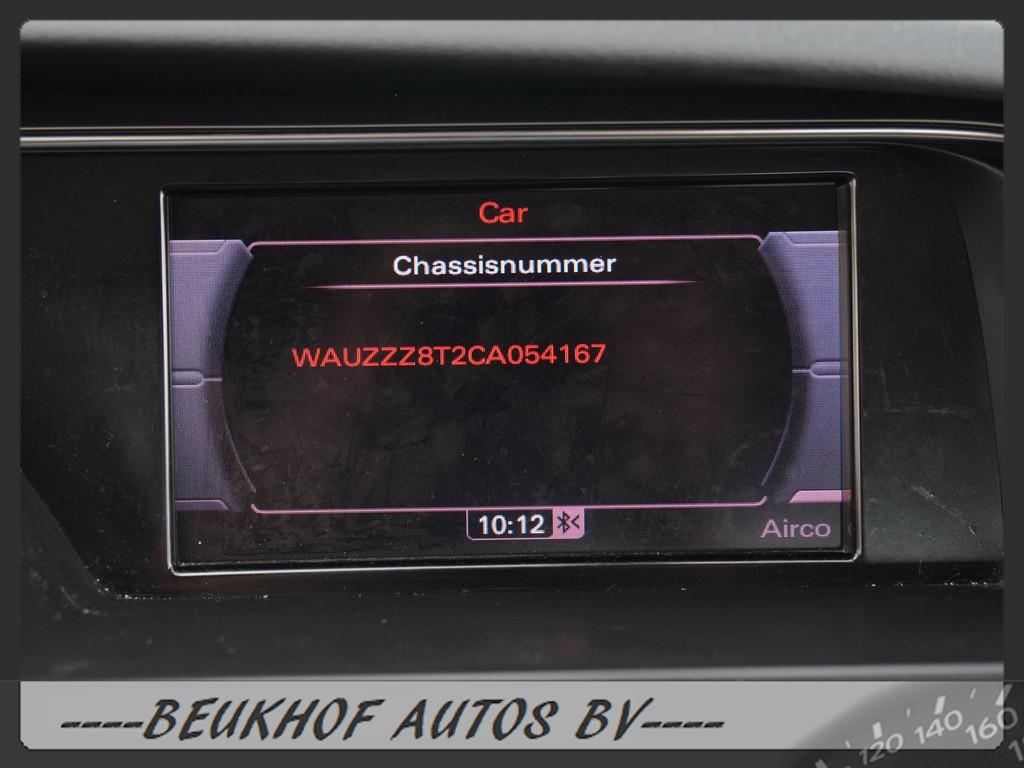 Car
Chassisnummer
WAUZZZ8T2CA054167
10:12
Airco
----BEUKHOF AUTOS BV----
120 140 160